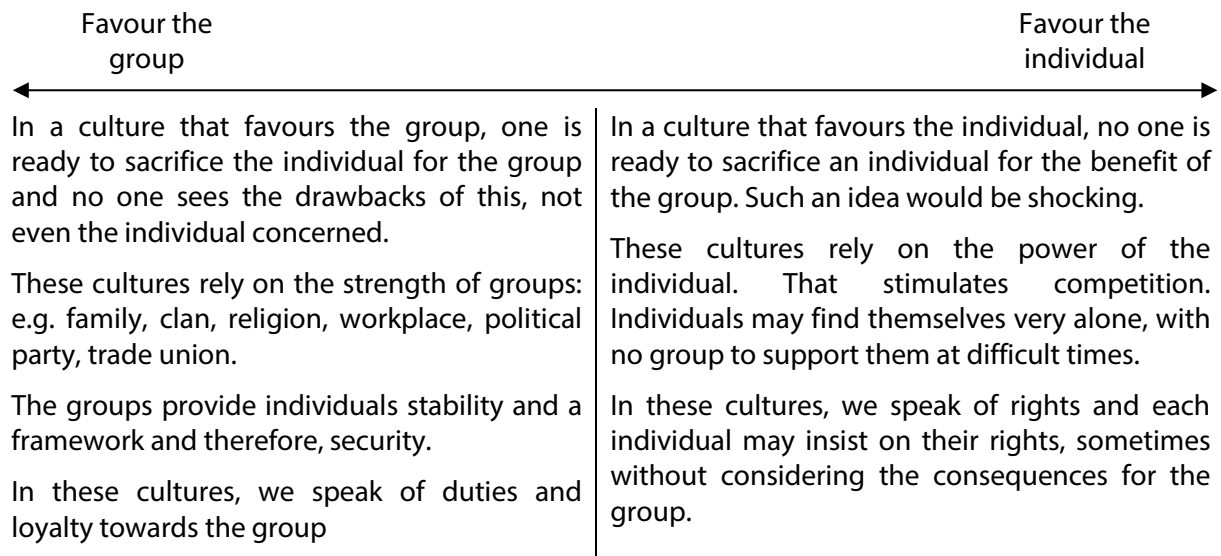 Favour the
group
Favour the
individual
In a culture that favours the group, one is
ready to sacrifice the individual for the group
and no one sees the drawbacks of this, not
even the individual concerned.
These cultures rely on the strength of groups:
e.g. family, clan, religion, workplace, political
party, trade union.
The groups provide individuals stability and a
framework and therefore, security.
In these cultures, we speak of duties and
loyalty towards the group
In a culture that favours the individual, no one is
ready to sacrifice an individual for the benefit of
the group. Such an idea would be shocking.
These cultures rely on the power of the
individual. That stimulates competition.
Individuals may find themselves very alone, with
no group to support them at difficult times.
In these cultures, we speak of rights and each
individual may insist on their rights, sometimes
without considering the consequences for the
group.